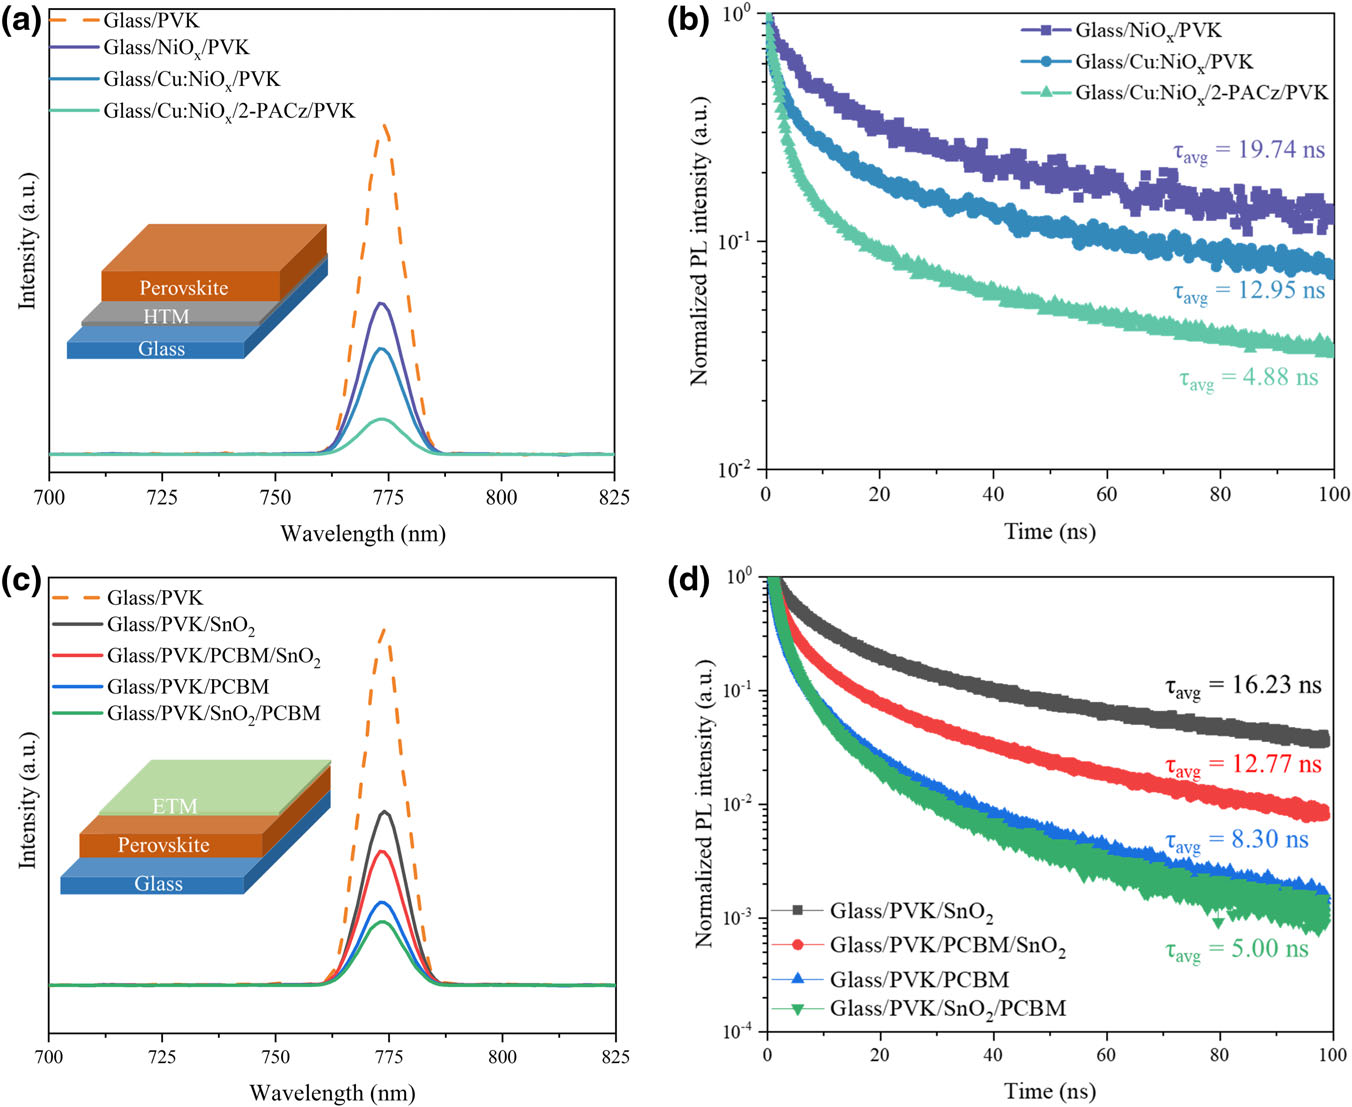 (a)
Glass/PVK
Glass/NiOₓ/PVK
Glass/Cu:NiOₓ/PVK
Glass/Cu:NiOₓ/2-PACz/PVK
Perovskite
HTM
Glass
Intensity (a.u.)
700 725 750 775 800 825
Wavelength (nm)
(b)
Glass/NiOₓ/PVK
Glass/Cu:NiOₓ/PVK
Glass/Cu:NiOₓ/2-PACz/PVK
τavg = 19.74 ns
τavg = 12.95 ns
τavg = 4.88 ns
Normalized PL intensity (a.u.)
10⁰
10⁻¹
10⁻²
0 20 40 60 80 100
Time (ns)
(c)
Glass/PVK
Glass/PVK/SnO₂
Glass/PVK/PCBM/SnO₂
Glass/PVK/PCBM
Glass/PVK/SnO₂/PCBM
ETM
Perovskite
Glass
Intensity (a.u.)
700 725 750 775 800 825
Wavelength (nm)
(d)
τavg = 16.23 ns
τavg = 12.77 ns
τavg = 8.30 ns
τavg = 5.00 ns
Glass/PVK/SnO₂
Glass/PVK/PCBM/SnO₂
Glass/PVK/PCBM
Glass/PVK/SnO₂/PCBM
Normalized PL intensity (a.u.)
10⁰
10⁻¹
10⁻²
10⁻³
10⁻⁴
0 20 40 60 80 100
Time (ns)